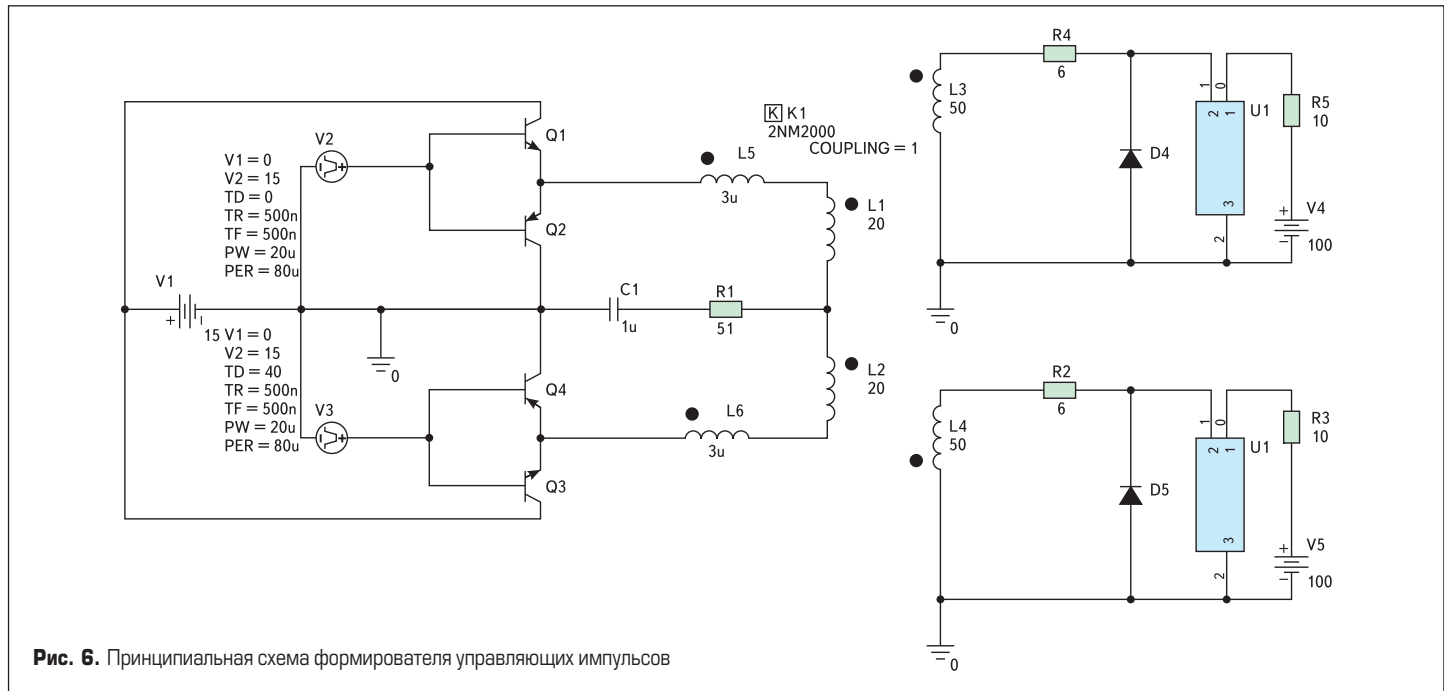 V2
V1 = 0
V2 = 15
TD = 0
TR = 500n
TF = 500n
PW = 20u
PER = 80u
Q1
Q2
V1
+
15
V1 = 0
V2 = 15
TD = 40
TR = 500n
TF = 500n
PW = 20u
PER = 80u
0
V3
Q4
Q3
C1
1u
R1
51
K K1
2NM2000
COUPLING = 1
L5
3u
L1
20
L2
20
L6
3u
R4
6
L3
50
D4
1 0
2 1
U1
3
2
R5
10
+
V4
–
100
0
R2
6
L4
50
D5
1 0
2 1
U1
3
2
R3
10
+
V5
–
100
0
Рис. 6. Принципиальная схема формирователя управляющих импульсов